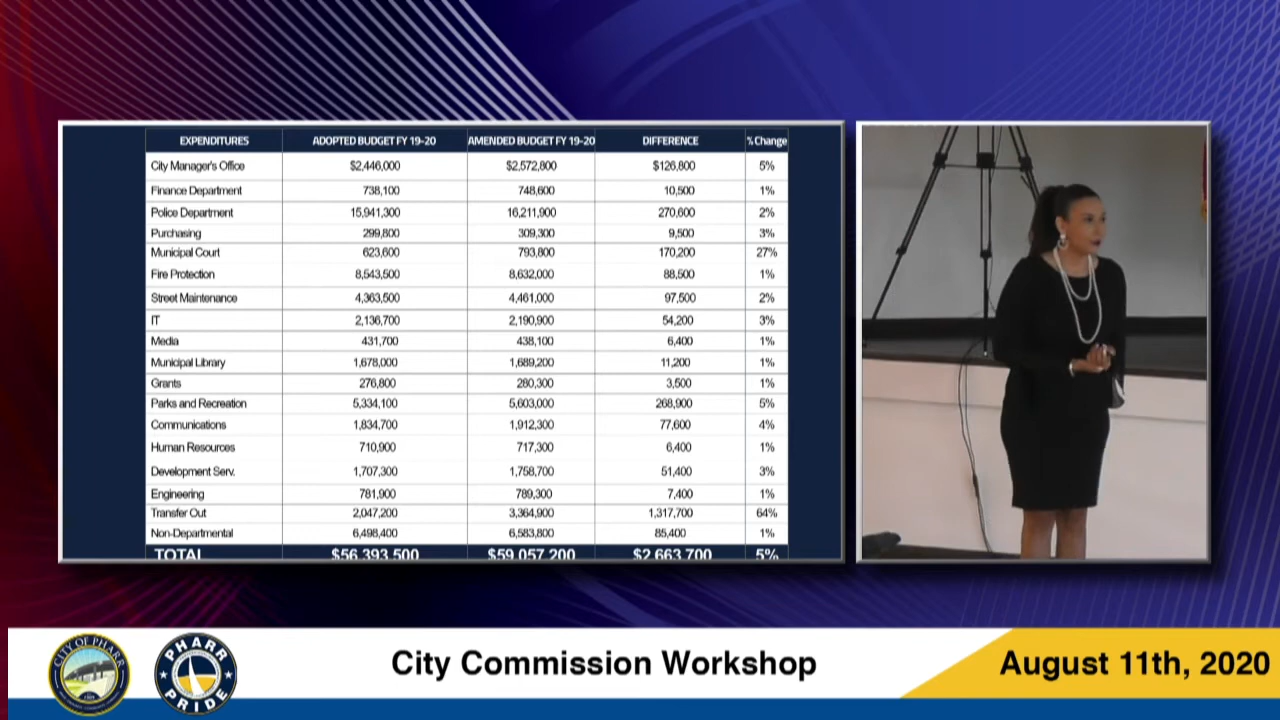 EXPENDITURES ADOPTED BUDGET FY 19-20 AMENDED BUDGET FY 19-20 DIFFERENCE % Change
City Manager's Office $2,446,000 $2,572,800 $126,800 5%
Finance Department 738,100 748,600 10,500 1%
Police Department 15,941,300 16,211,900 270,600 2%
Purchasing 299,800 309,300 9,500 3%
Municipal Court 623,600 793,800 170,200 27%
Fire Protection 8,543,500 8,632,000 88,500 1%
Street Maintenance 4,363,500 4,461,000 97,500 2%
IT 2,136,700 2,190,900 54,200 3%
Media 431,700 438,100 6,400 1%
Municipal Library 1,678,000 1,689,200 11,200 1%
Grants 276,800 280,300 3,500 1%
Parks and Recreation 5,334,100 5,603,000 268,900 5%
Communications 1,834,700 1,912,300 77,600 4%
Human Resources 710,900 717,300 6,400 1%
Development Serv. 1,707,300 1,758,700 51,400 3%
Engineering 781,900 789,300 7,400 1%
Transfer Out 2,047,200 3,364,900 1,317,700 64%
Non-Departmental 6,498,400 6,583,800 85,400 1%
TOTAL $56,393,500 $59,057,200 $2,663,700 5%
CITY OF PHARR
PHARR
PRIDE
City Commission Workshop
August 11th, 2020